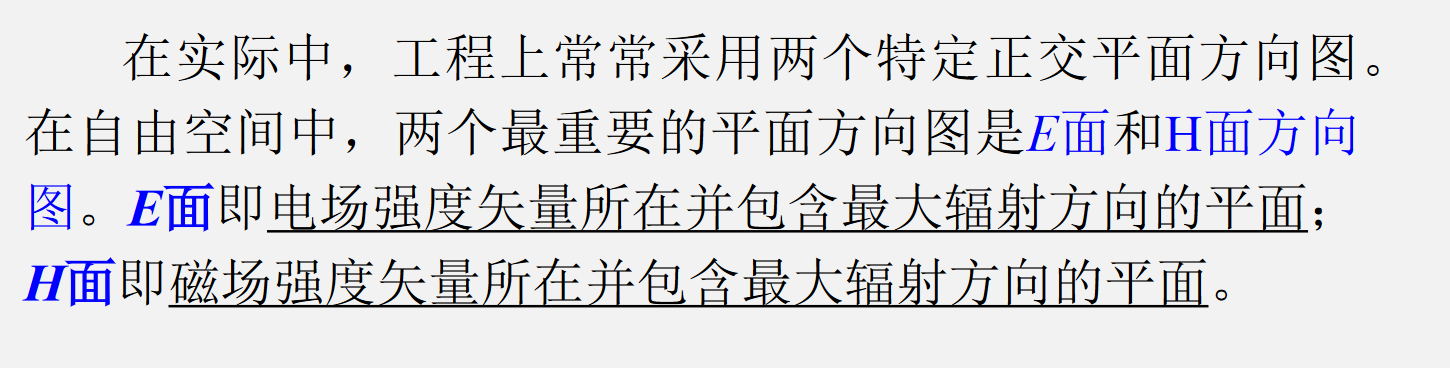 在实际中，工程上常常采用两个特定正交平面方向图。
在自由空间中，两个最重要的平面方向图是E面和H面方向
图。E面即电场强度矢量所在并包含最大辐射方向的平面；
H面即磁场强度矢量所在并包含最大辐射方向的平面。